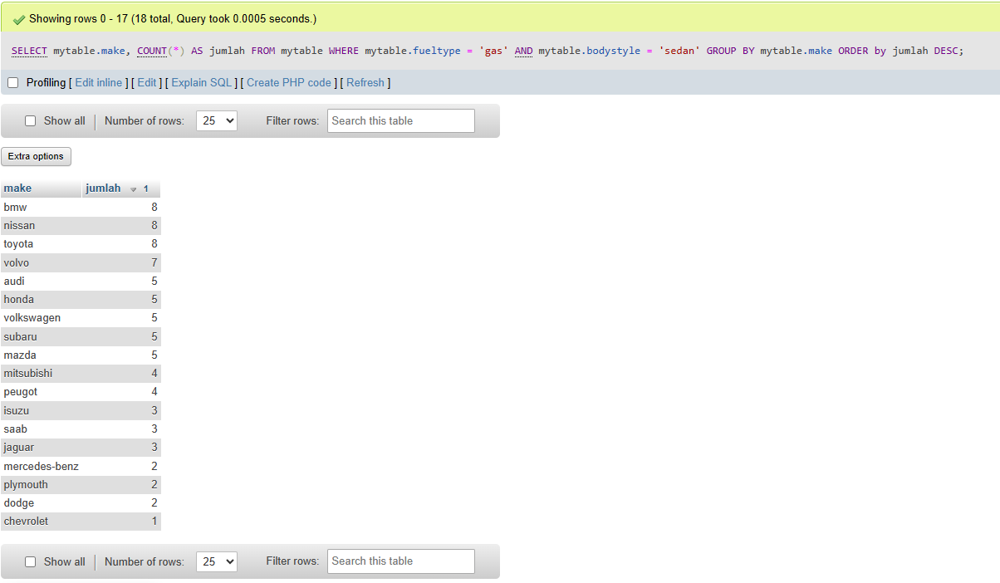 Showing rows 0 - 17 (18 total, Query took 0.0005 seconds.)
SELECT mytable.make, COUNT(*) AS jumlah FROM mytable WHERE mytable.fueltype = 'gas' AND mytable.bodystyle = 'sedan' GROUP BY mytable.make ORDER by jumlah DESC;
Profiling [ Edit inline ] [ Edit ] [ Explain SQL ] [ Create PHP code ] [ Refresh ]
Show all Number of rows: 25 Filter rows: Search this table
Extra options
make jumlah 1
bmw 8
nissan 8
toyota 8
volvo 7
audi 5
honda 5
volkswagen 5
subaru 5
mazda 5
mitsubishi 4
peugot 4
isuzu 3
saab 3
jaguar 3
mercedes-benz 2
plymouth 2
dodge 2
chevrolet 1
Show all Number of rows: 25 Filter rows: Search this table